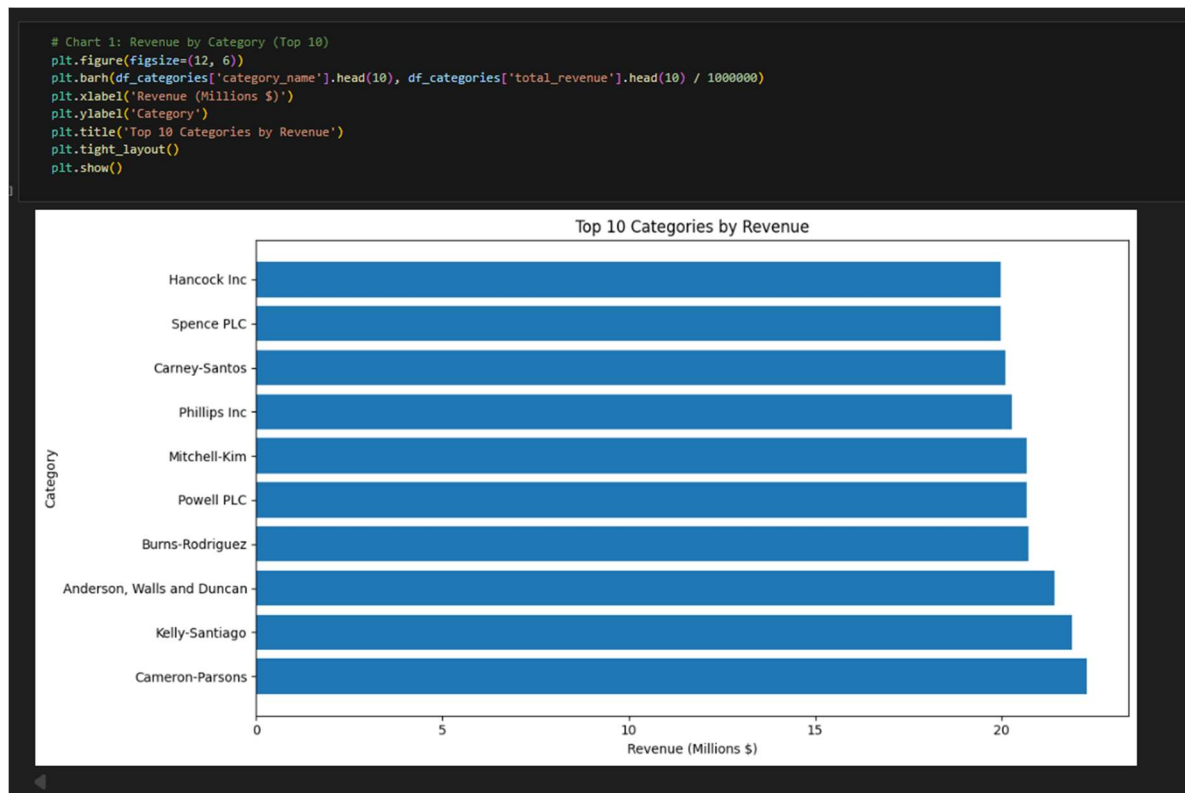 # Chart 1: Revenue by Category (Top 10)
plt.figure(figsize=(12, 6))
plt.barh(df_categories['category_name'].head(10), df_categories['total_revenue'].head(10) / 1000000)
plt.xlabel('Revenue (Millions $)')
plt.ylabel('Category')
plt.title('Top 10 Categories by Revenue')
plt.tight_layout()
plt.show()
Top 10 Categories by Revenue
Hancock Inc
Spence PLC
Carney-Santos
Phillips Inc
Mitchell-Kim
Powell PLC
Burns-Rodriguez
Anderson, Walls and Duncan
Kelly-Santiago
Cameron-Parsons
Category
0 5 10 15 20
Revenue (Millions $)